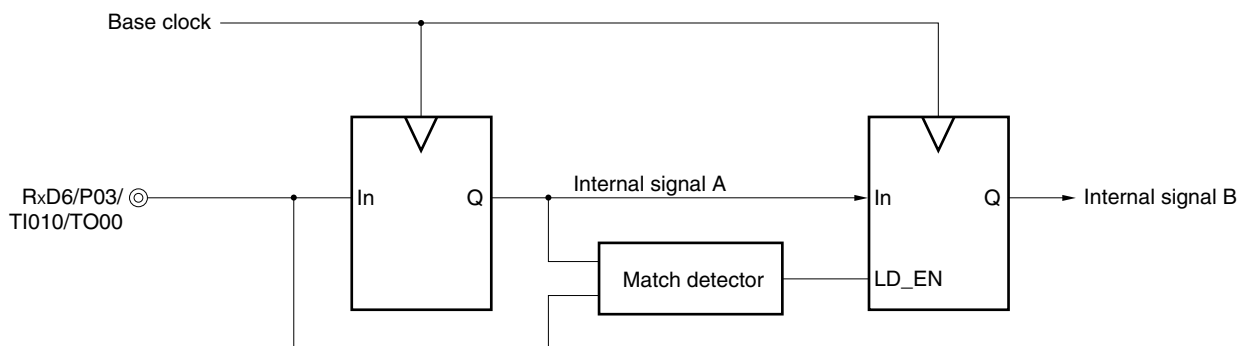 Base clock
RxD6/P03/
TI010/TO00
In
Q
Internal signal A
In
Q
Internal signal B
Match detector
LD_EN